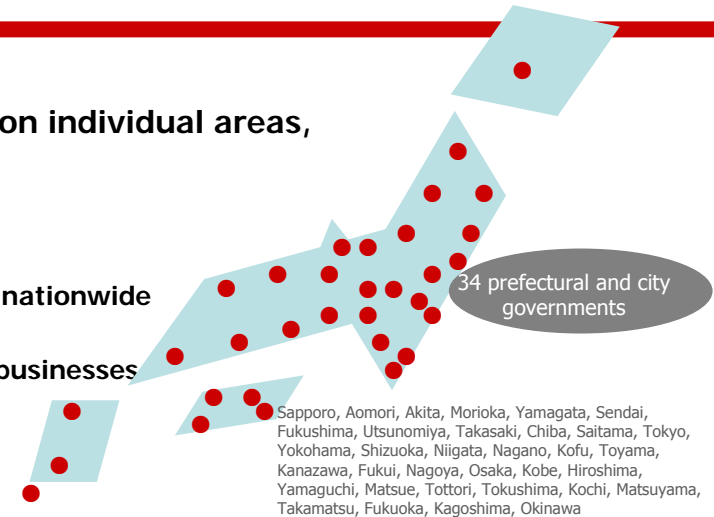 on individual areas,
nationwide
businesses
34 prefectural and city
governments
Sapporo, Aomori, Akita, Morioka, Yamagata, Sendai,
Fukushima, Utsunomiya, Takasaki, Chiba, Saitama, Tokyo,
Yokohama, Shizuoka, Niigata, Nagano, Kofu, Toyama,
Kanazawa, Fukui, Nagoya, Osaka, Kobe, Hiroshima,
Yamaguchi, Matsue, Tottori, Tokushima, Kochi, Matsuyama,
Takamatsu, Fukuoka, Kagoshima, Okinawa